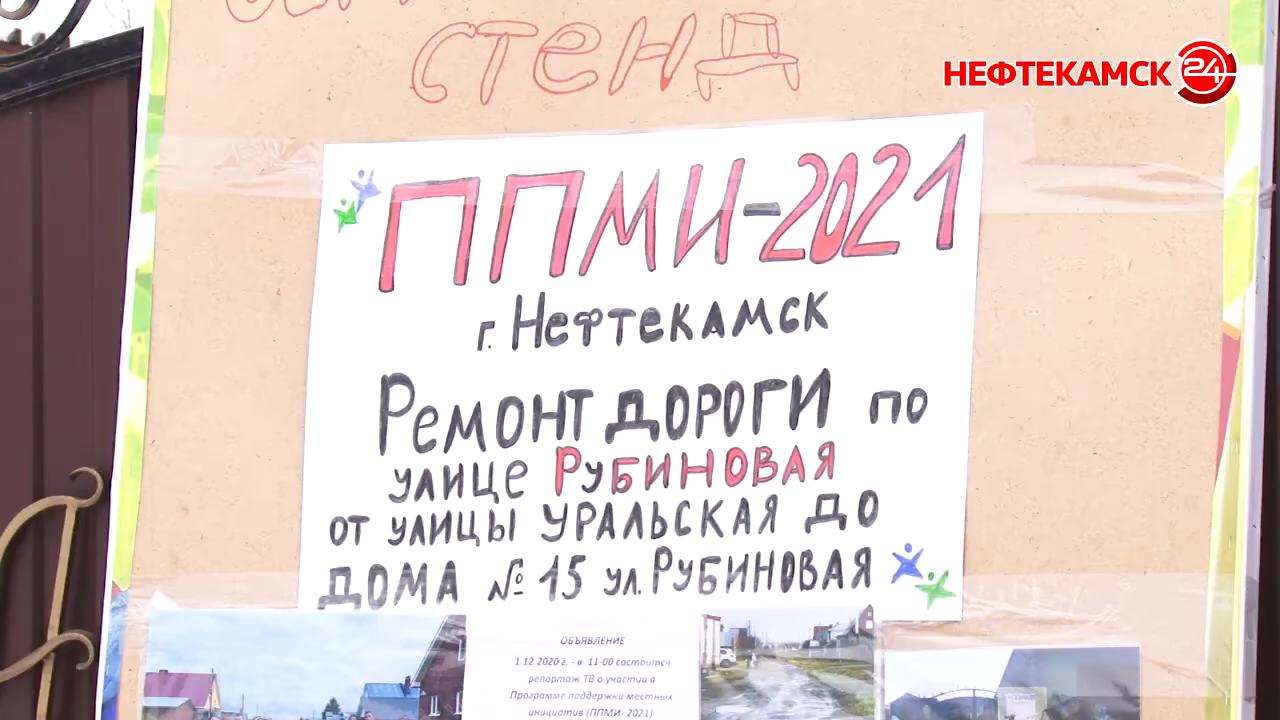 СТЕНД
НЕФТЕКАМСК 24
ППМИ-2021
г. Нефтекамск
Ремонт дороги по
улице Рубиновая
от улицы Уральская до
дома № 15 ул. Рубиновая
ОБЪЯВЛЕНИЕ
1.12.2020 г. - в 11-00 состоится
репортаж ТВ о участии в
Программе поддержки местных
инициатив (ППМИ- 2021)